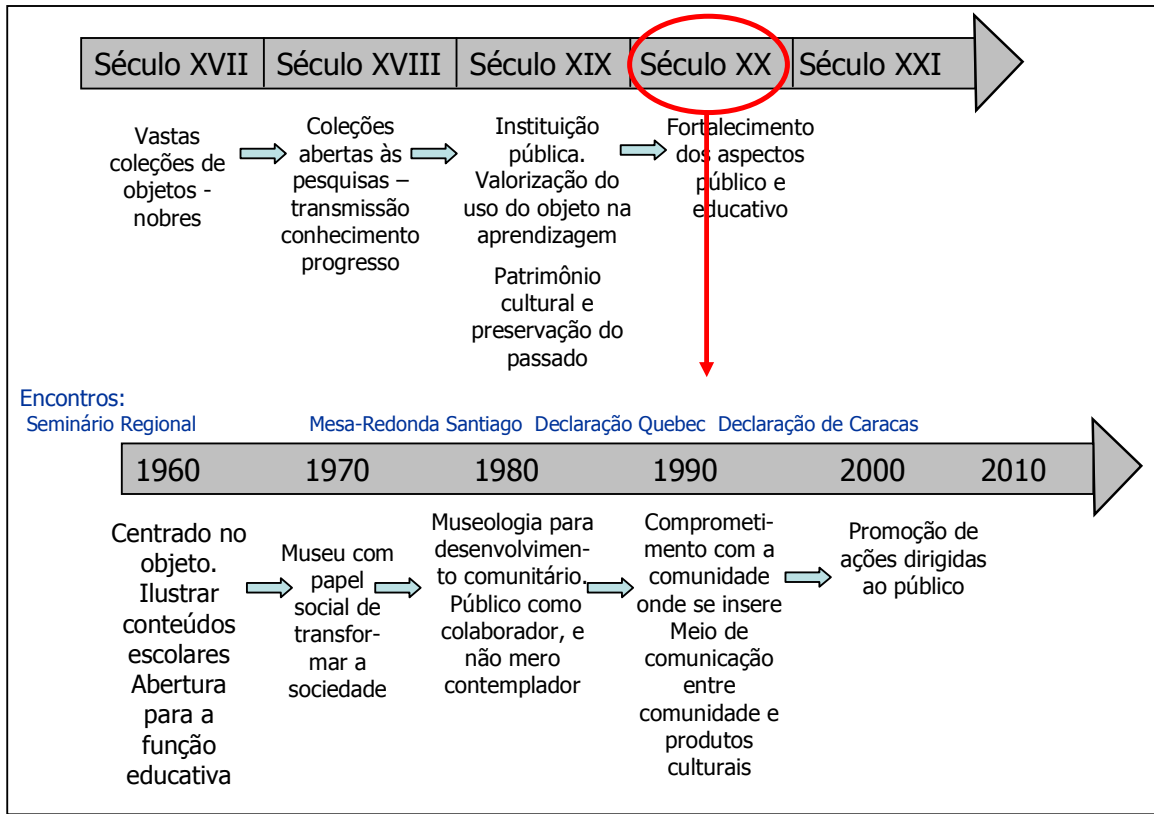 Século XVII Século XVIII Século XIX Século XX Século XXI
Vastas
coleções de
objetos -
nobres
Coleções
abertas às
pesquisas –
transmissão
conhecimento
progresso
Instituição
pública.
Valorização do
uso do objeto na
aprendizagem
Patrimônio
cultural e
preservação do
passado
Fortalecimento
dos aspectos
público e
educativo
Encontros:
Seminário Regional Mesa-Redonda Santiago Declaração Quebec Declaração de Caracas
1960 1970 1980 1990 2000 2010
Centrado no
objeto.
Ilustrar
conteúdos
escolares
Abertura
para a
função
educativa
Museu com
papel
social de
transfor-
mar a
sociedade
Museologia para
desenvolvimen-
to comunitário.
Público como
colaborador, e
não mero
contemplador
Comprometi-
mento com a
comunidade
onde se insere
Meio de
comunicação
entre
comunidade e
produtos
culturais
Promoção de
ações dirigidas
ao público